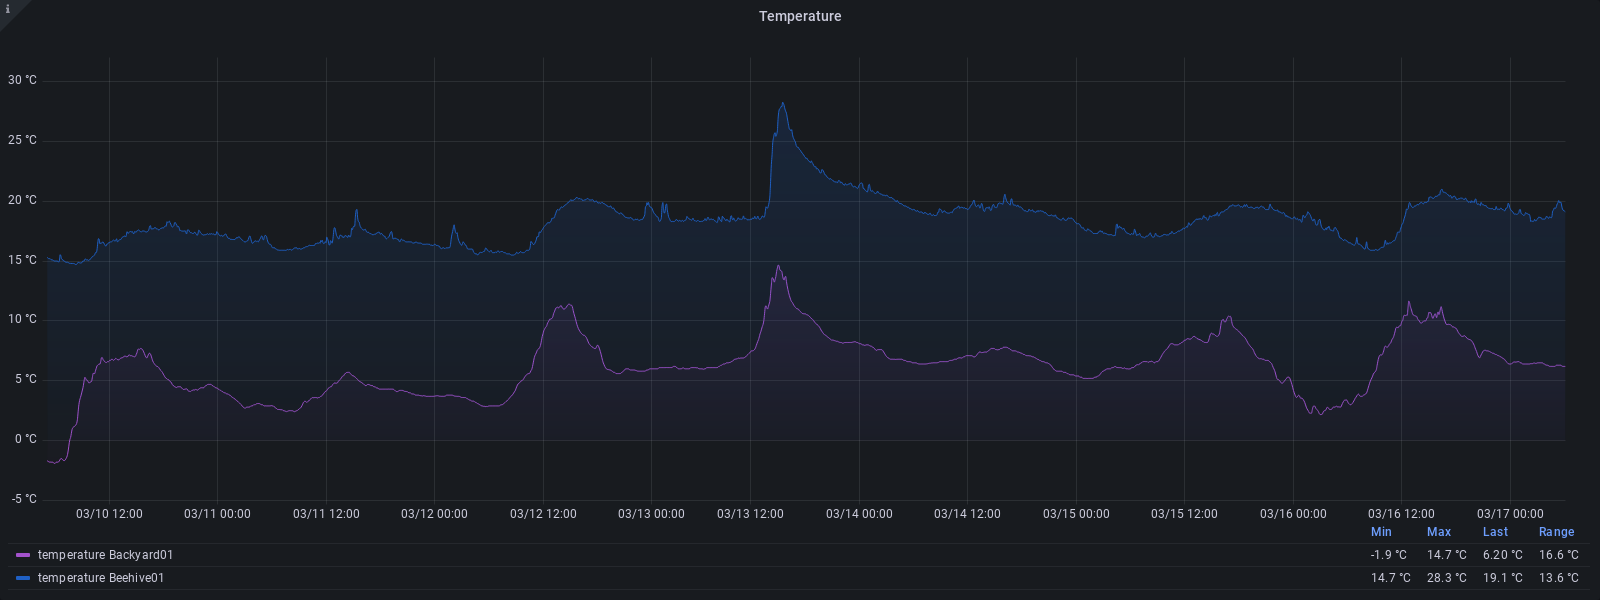 i
Temperature
30 °C
25 °C
20 °C
15 °C
10 °C
5 °C
0 °C
-5 °C
03/10 12:00 03/11 00:00 03/11 12:00 03/12 00:00 03/12 12:00 03/13 00:00 03/13 12:00 03/14 00:00 03/14 12:00 03/15 00:00 03/15 12:00 03/16 00:00 03/16 12:00 03/17 00:00
Min Max Last Range
temperature Backyard01 -1.9 °C 14.7 °C 6.20 °C 16.6 °C
temperature Beehive01 14.7 °C 28.3 °C 19.1 °C 13.6 °C